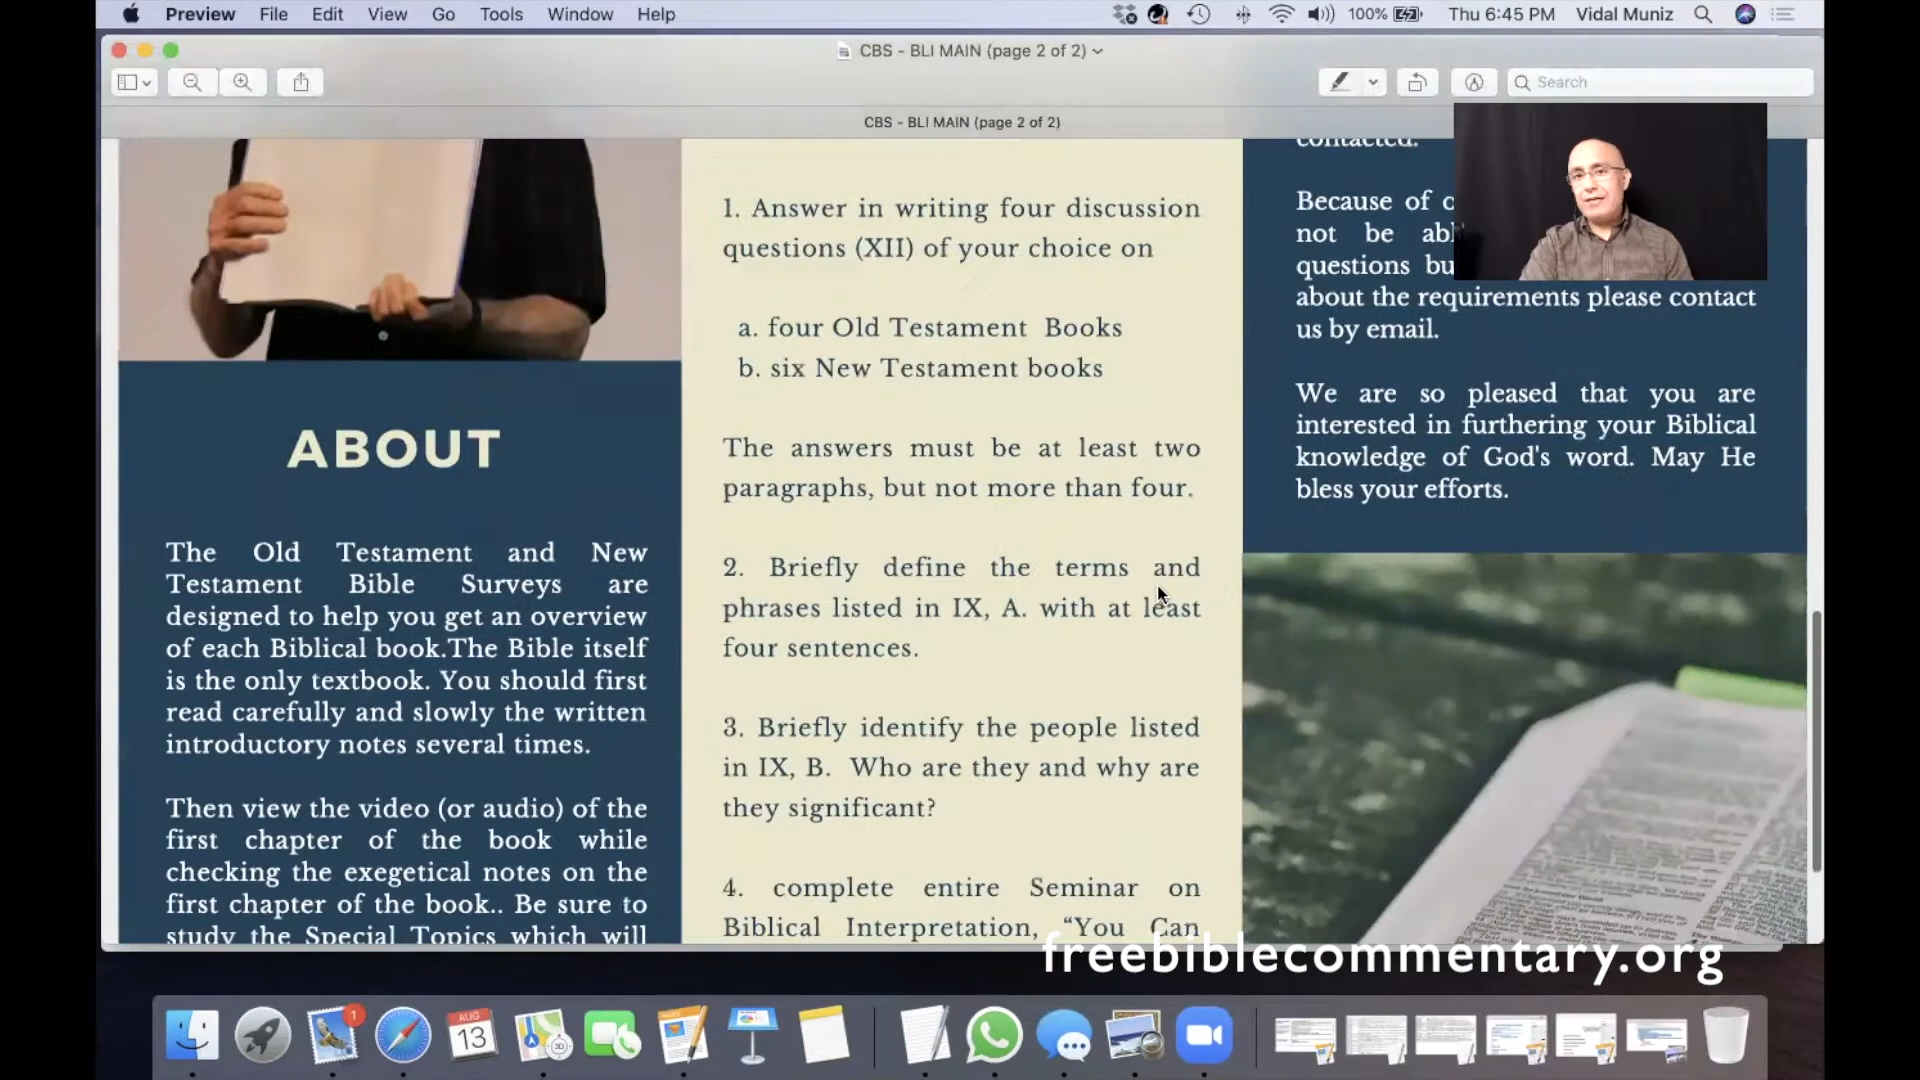 Preview File Edit View Go Tools Window Help 100% Thu 6:45 PM Vidal Muniz
CBS - BLI MAIN (page 2 of 2)
Search
CBS - BLI MAIN (page 2 of 2)
ABOUT
The Old Testament and New
Testament Bible Surveys are
designed to help you get an overview
of each Biblical book.The Bible itself
is the only textbook. You should first
read carefully and slowly the written
introductory notes several times.
Then view the video (or audio) of the
first chapter of the book while
checking the exegetical notes on the
first chapter of the book.. Be sure to
study the Special Topics which will
1. Answer in writing four discussion
questions (XII) of your choice on
a. four Old Testament Books
b. six New Testament books
The answers must be at least two
paragraphs, but not more than four.
2. Briefly define the terms and
phrases listed in IX, A. with at least
four sentences.
3. Briefly identify the people listed
in IX, B. Who are they and why are
they significant?
4. complete entire Seminar on
Biblical Interpretation, “You Can
contacted.
Because of
not be
questions
about the requirements please contact
us by email.
We are so pleased that you are
interested in furthering your Biblical
knowledge of God's word. May He
bless your efforts.
freebiblecommentary.org
1
AUG
13
3D